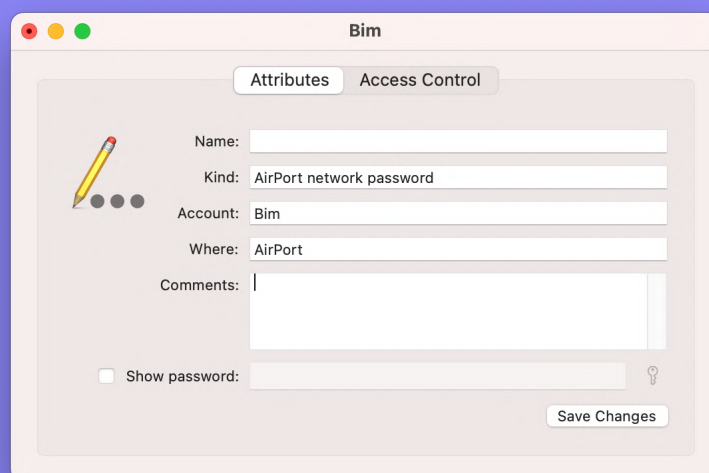 Bim
Attributes Access Control
Name:
Kind: AirPort network password
Account: Bim
Where: AirPort
Comments:
Show password:
Save Changes